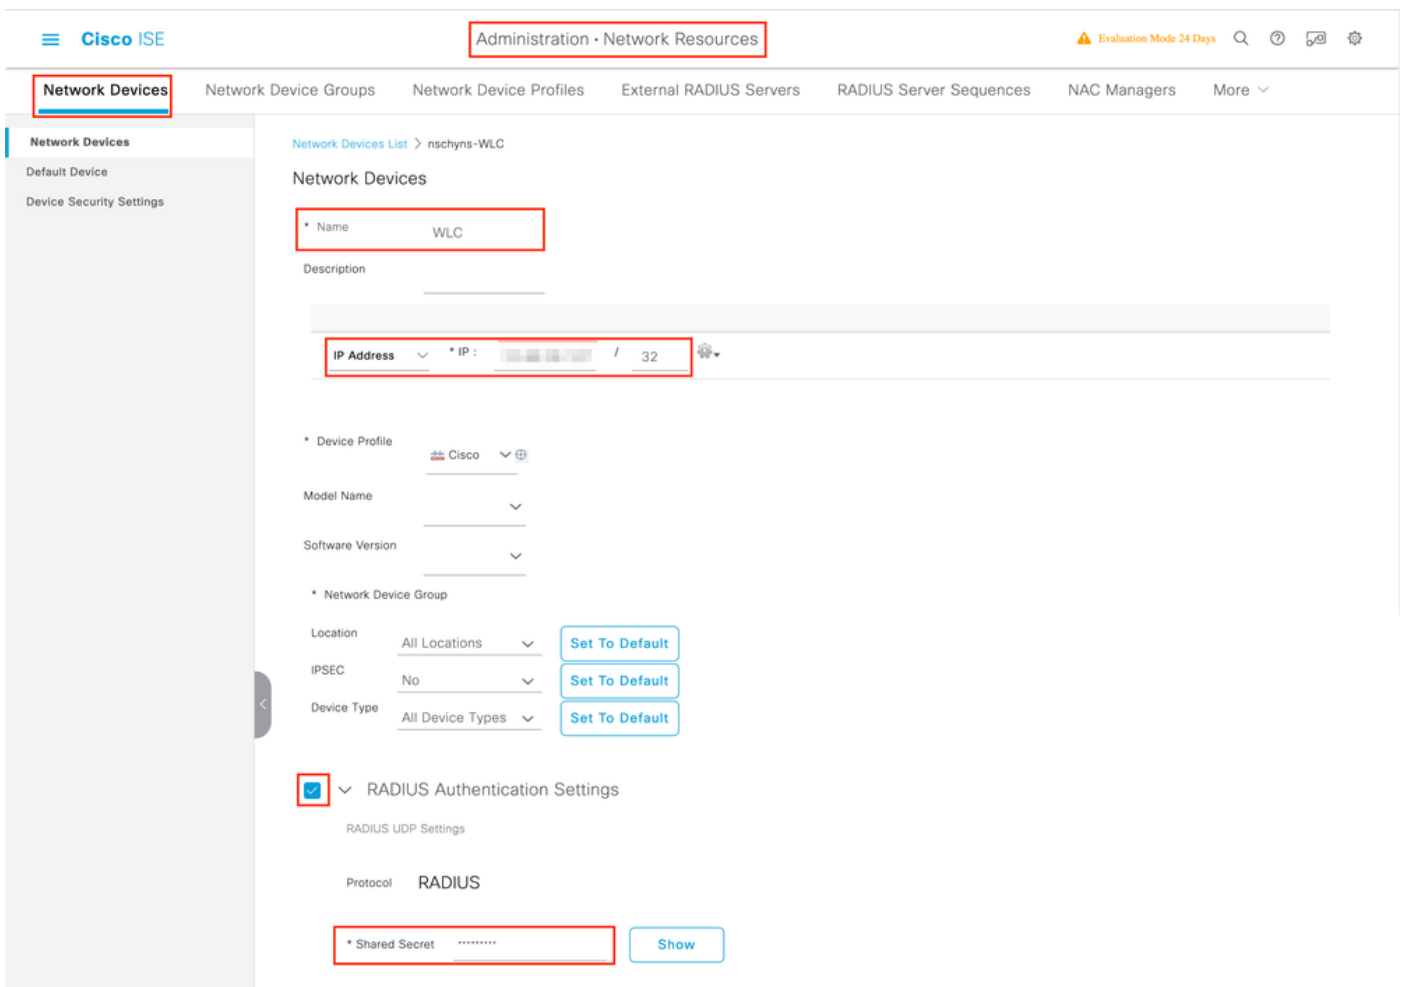 Cisco ISE
Administration · Network Resources
Evaluation Mode 24 Days
Network Devices
Network Device Groups
Network Device Profiles
External RADIUS Servers
RADIUS Server Sequences
NAC Managers
More
Network Devices
Default Device
Device Security Settings
Network Devices List > nschyns-WLC
Network Devices
* Name WLC
Description
IP Address * IP : / 32
* Device Profile
Cisco
Model Name
Software Version
* Network Device Group
Location All Locations Set To Default
IPSEC No Set To Default
Device Type All Device Types Set To Default
RADIUS Authentication Settings
RADIUS UDP Settings
Protocol RADIUS
* Shared Secret ········· Show